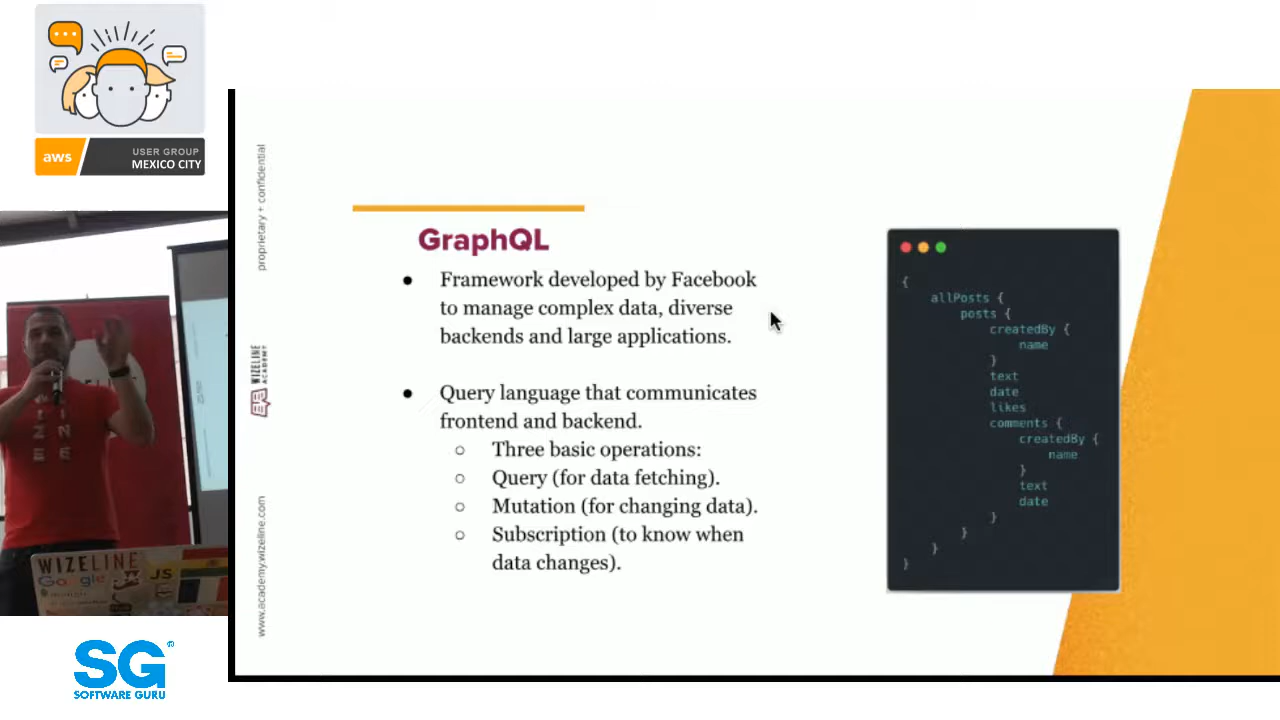 aws
USER GROUP
MEXICO CITY
proprietary + confidential
WIZELINE
ACADEMY
www.academy.wizeline.com
GraphQL
● Framework developed by Facebook
to manage complex data, diverse
backends and large applications.
● Query language that communicates
frontend and backend.
○ Three basic operations:
○ Query (for data fetching).
○ Mutation (for changing data).
○ Subscription (to know when
data changes).
{
allPosts {
posts {
createdBy {
name
}
text
date
likes
comments {
createdBy {
name
}
text
date
}
}
}
}
WIZELINE
Google
JS
SG®
SOFTWARE GURU